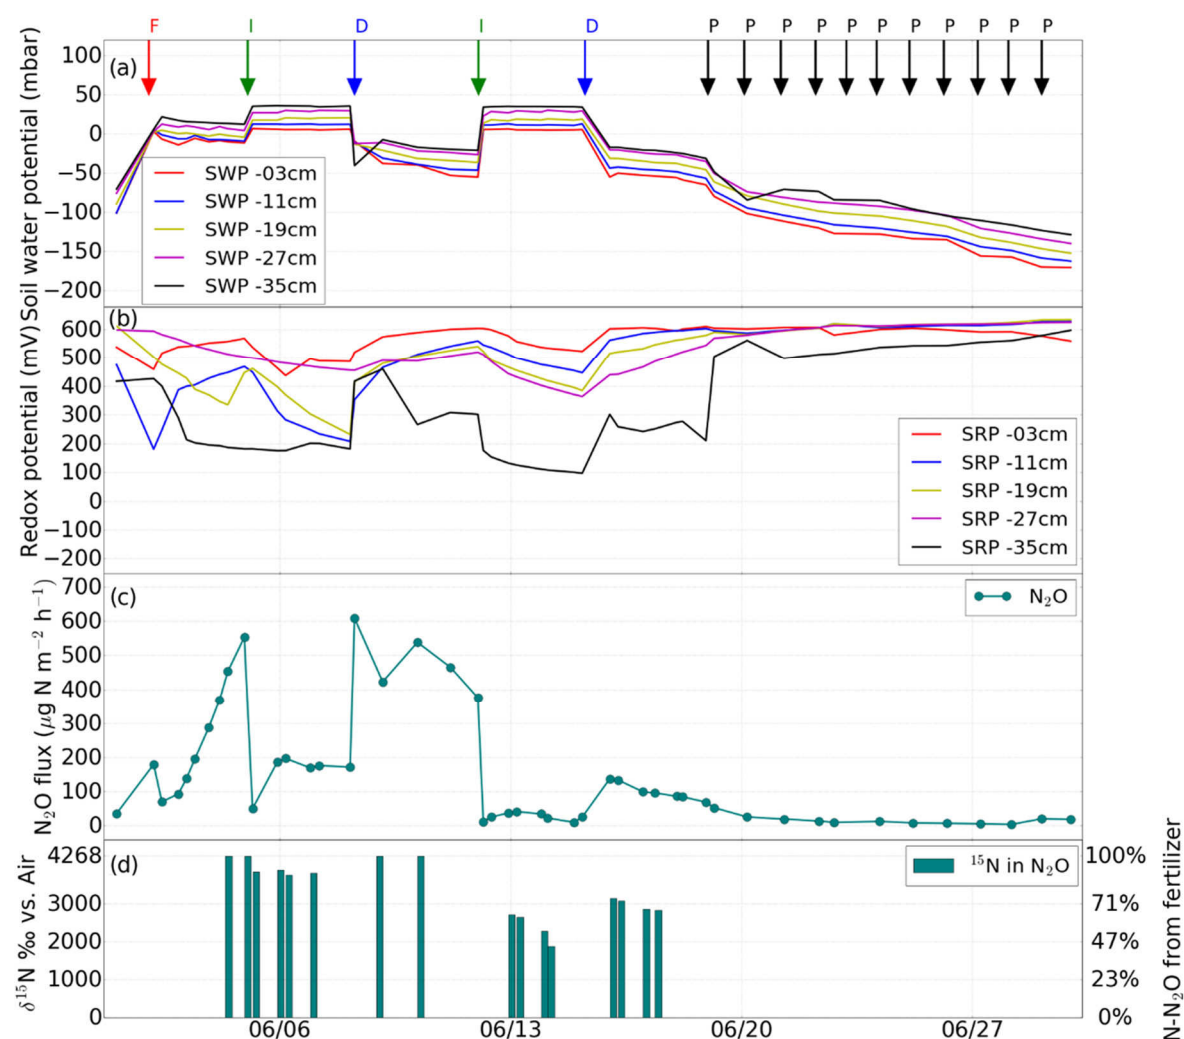 F I D I D P P P P P P P P P P P
(a)
Soil water potential (mbar)
100
50
0
−50
−100
−150
−200
SWP -03cm
SWP -11cm
SWP -19cm
SWP -27cm
SWP -35cm
(b)
Redox potential (mV)
600
500
400
300
200
100
0
−100
−200
SRP -03cm
SRP -11cm
SRP -19cm
SRP -27cm
SRP -35cm
(c)
N₂O flux (μg N m⁻² h⁻¹)
700
600
500
400
300
200
100
0
N₂O
(d)
δ¹⁵N ‰ vs. Air
4268
3000
2000
1000
0
¹⁵N in N₂O
100%
71%
47%
23%
0%
N-N₂O from fertilizer
06/06 06/13 06/20 06/27